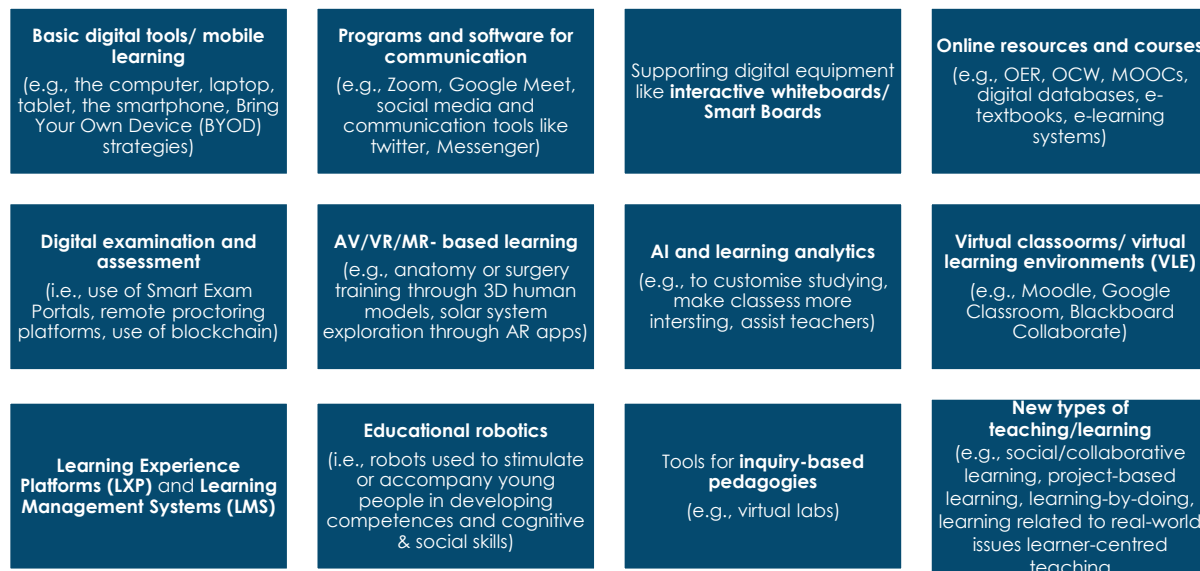 Basic digital tools/ mobile
learning
(e.g., the computer, laptop,
tablet, the smartphone, Bring
Your Own Device (BYOD)
strategies)
Programs and software for
communication
(e.g., Zoom, Google Meet,
social media and
communication tools like
twitter, Messenger)
Supporting digital equipment
like interactive whiteboards/
Smart Boards
Online resources and courses
(e.g., OER, OCW, MOOCs,
digital databases, e-
textbooks, e-learning
systems)
Digital examination and
assessment
(i.e., use of Smart Exam
Portals, remote proctoring
platforms, use of blockchain)
AV/VR/MR- based learning
(e.g., anatomy or surgery
training through 3D human
models, solar system
exploration through AR apps)
AI and learning analytics
(e.g., to customise studying,
make classess more
intersting, assist teachers)
Virtual classoorms/ virtual
learning environments (VLE)
(e.g., Moodle, Google
Classroom, Blackboard
Collaborate)
Learning Experience
Platforms (LXP) and Learning
Management Systems (LMS)
Educational robotics
(i.e., robots used to stimulate
or accompany young
people in developing
competences and cognitive
& social skills)
Tools for inquiry-based
pedagogies
(e.g., virtual labs)
New types of
teaching/learning
(e.g., social/collaborative
learning, project-based
learning, learning-by-doing,
learning related to real-world
issues learner-centred
teaching